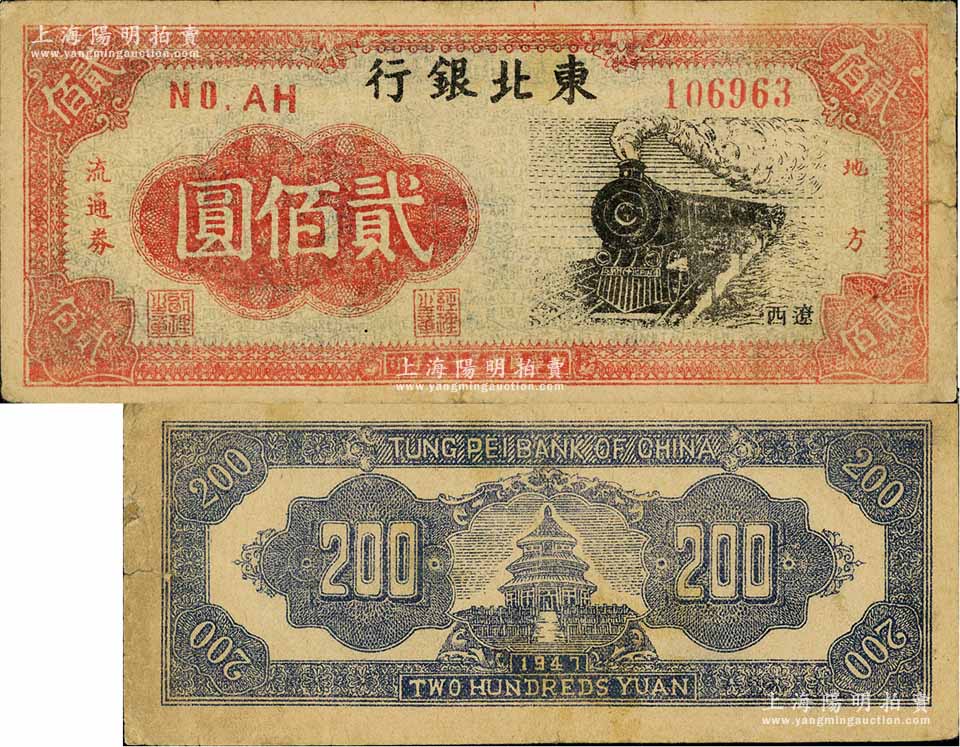 上海陽明拍賣
www.yangmingauction.com
佰貳
佰貳
行銀北東
NO. AH
106963
流通券
地方
圓佰貳
遼西
佰貳
佰貳
上海陽明拍賣
www.yangmingauction.com
TUNG PEI BANK OF CHINA
200
200
200
200
200
200
1947
TWO HUNDREDS YUAN
上海陽明拍賣
www.yangmingauction.com